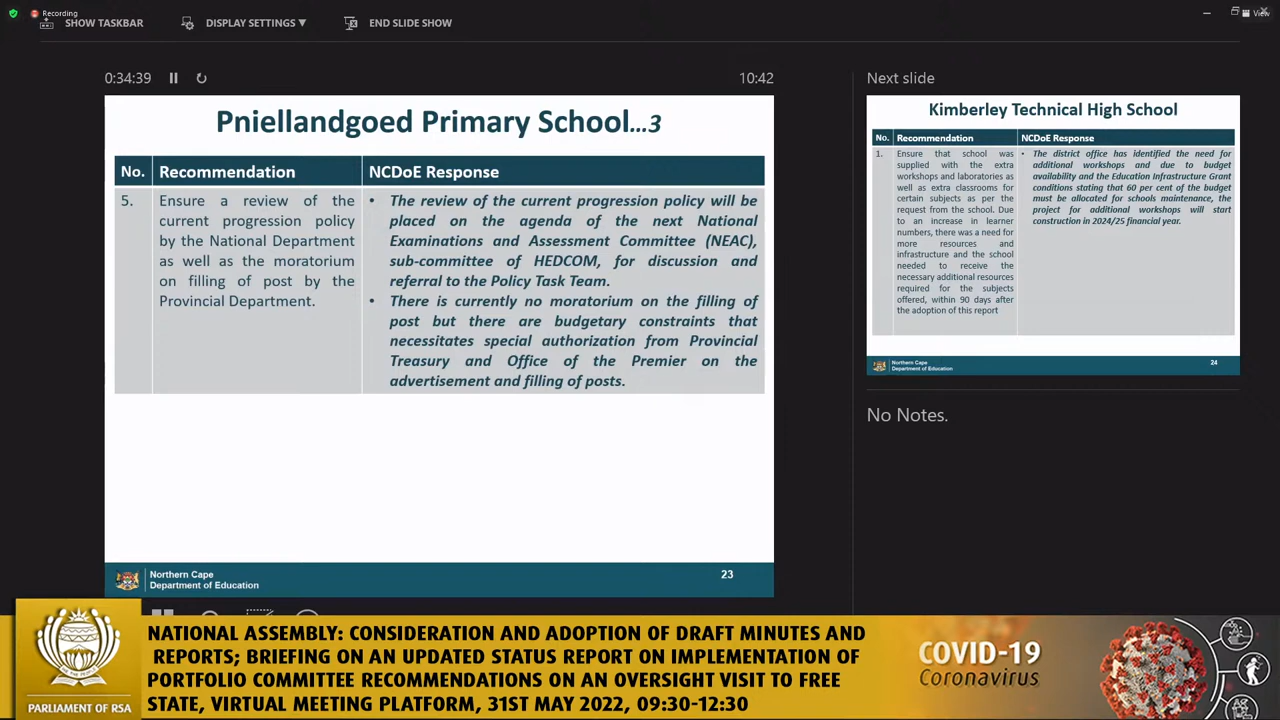 Recording
View
SHOW TASKBAR
DISPLAY SETTINGS ▼
END SLIDE SHOW
0:34:39
10:42
Pniellandgoed Primary School...3
No.
Recommendation
NCDoE Response
5.
Ensure a review of the
current progression policy
by the National Department
as well as the moratorium
on filling of post by the
Provincial Department.
• The review of the current progression policy will be
placed on the agenda of the next National
Examinations and Assessment Committee (NEAC),
sub-committee of HEDCOM, for discussion and
referral to the Policy Task Team.
• There is currently no moratorium on the filling of
post but there are budgetary constraints that
necessitates special authorization from Provincial
Treasury and Office of the Premier on the
advertisement and filling of posts.
Northern Cape
Department of Education
23
Next slide
Kimberley Technical High School
No.
Recommendation
NCDoE Response
1.
Ensure that school was
supplied with the extra
workshops and laboratories as
well as extra classrooms for
certain subjects as per the
request from the school. Due
to an increase in learner
numbers, there was a need for
more resources and
infrastructure and the school
needed to receive the
necessary additional resources
required for the subjects
offered, within 90 days after
the adoption of this report
• The district office has identified the need for
additional workshops and due to budget
availability and the Education Infrastructure Grant
conditions stating that 60 per cent of the budget
must be allocated for schools maintenance, the
project for additional workshops will start
construction in 2024/25 financial year.
Northern Cape
Department of Education
24
No Notes.
PARLIAMENT OF RSA
NATIONAL ASSEMBLY: CONSIDERATION AND ADOPTION OF DRAFT MINUTES AND
REPORTS; BRIEFING ON AN UPDATED STATUS REPORT ON IMPLEMENTATION OF
PORTFOLIO COMMITTEE RECOMMENDATIONS ON AN OVERSIGHT VISIT TO FREE
STATE, VIRTUAL MEETING PLATFORM, 31ST MAY 2022, 09:30-12:30
COVID-19
Coronavirus